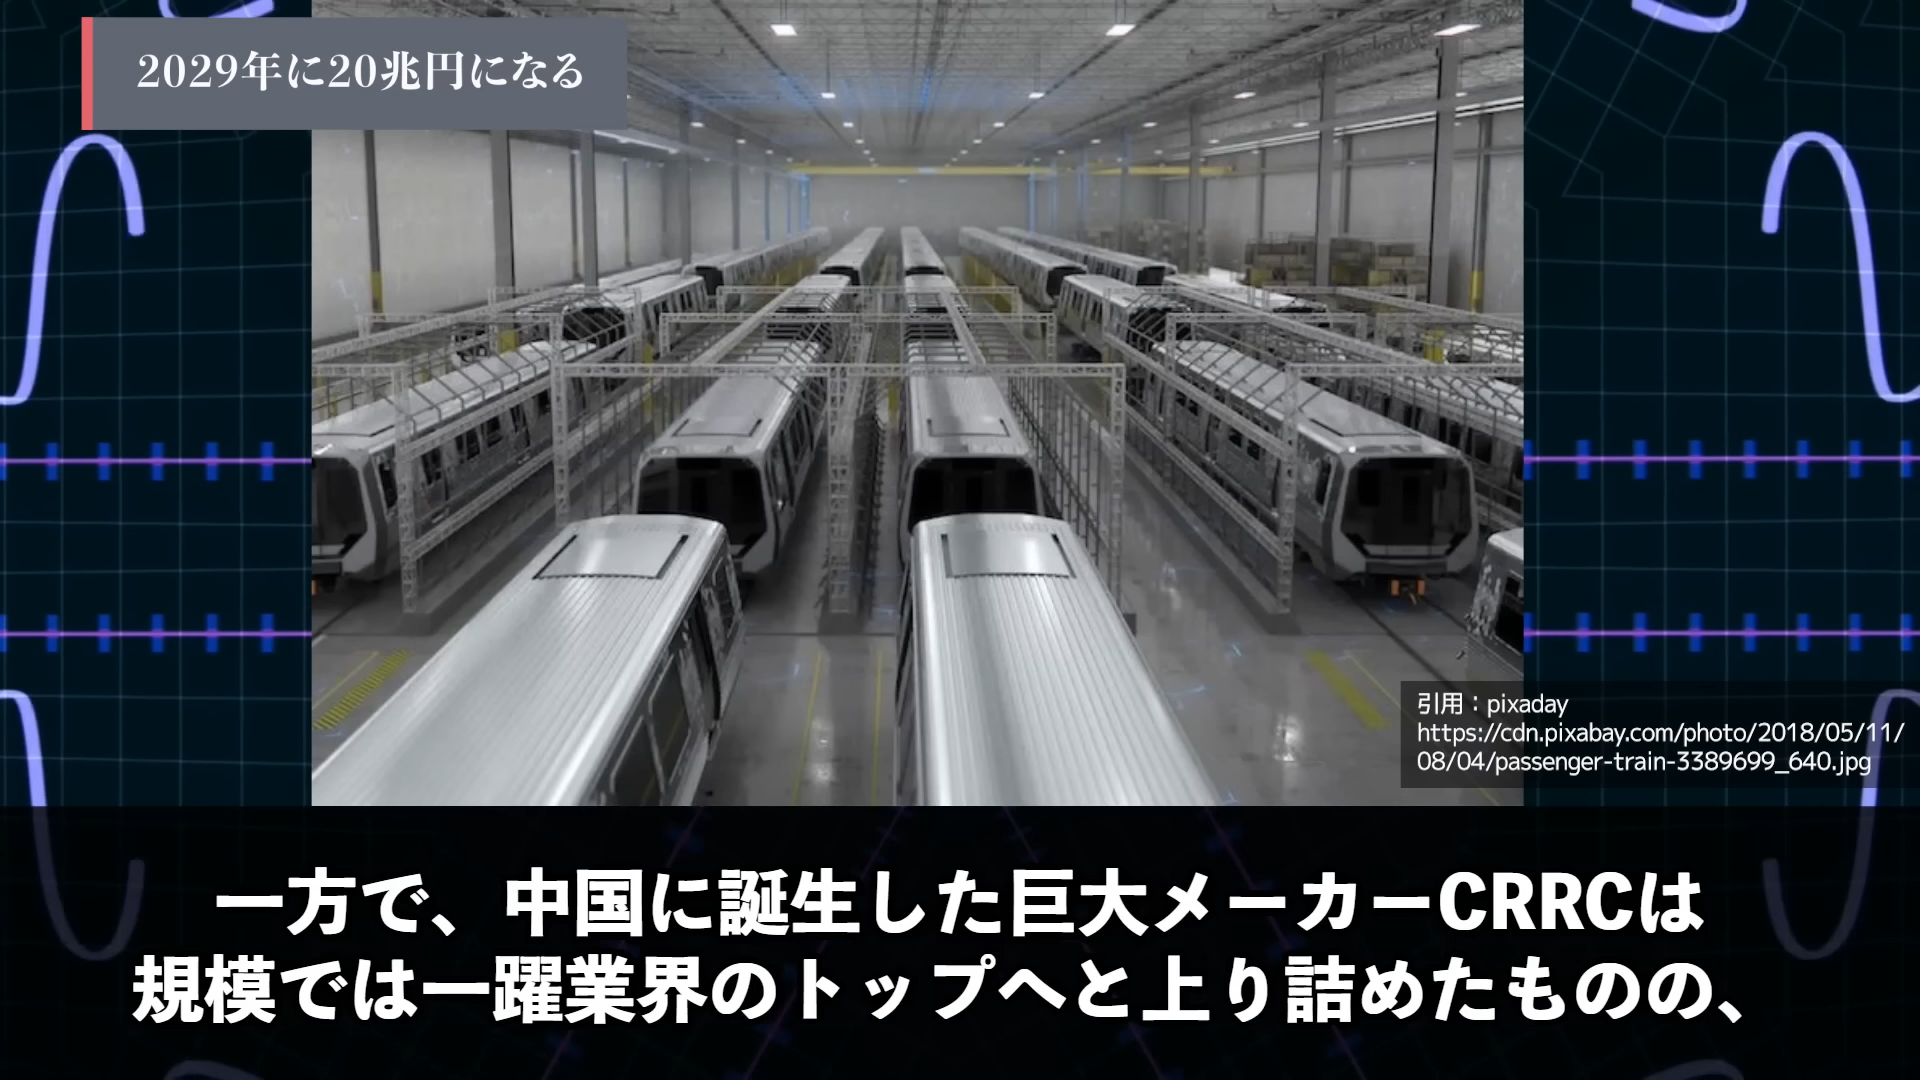 2029年に20兆円になる
引用：pixaday
https://cdn.pixabay.com/photo/2018/05/11/
08/04/passenger-train-3389699_640.jpg
一方で、中国に誕生した巨大メーカーCRRCは
規模では一躍業界のトップへと上り詰めたものの、